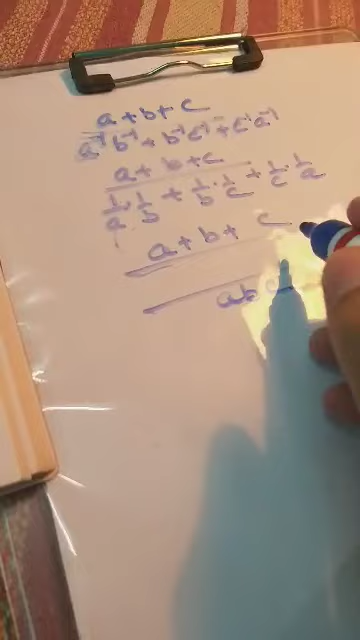 a + b + c
a⁻¹b⁻¹ + b⁻¹c⁻¹ + c⁻¹a⁻¹
a + b + c
1/a · 1/b + 1/b · 1/c + 1/c · 1/a
a + b + c
abc